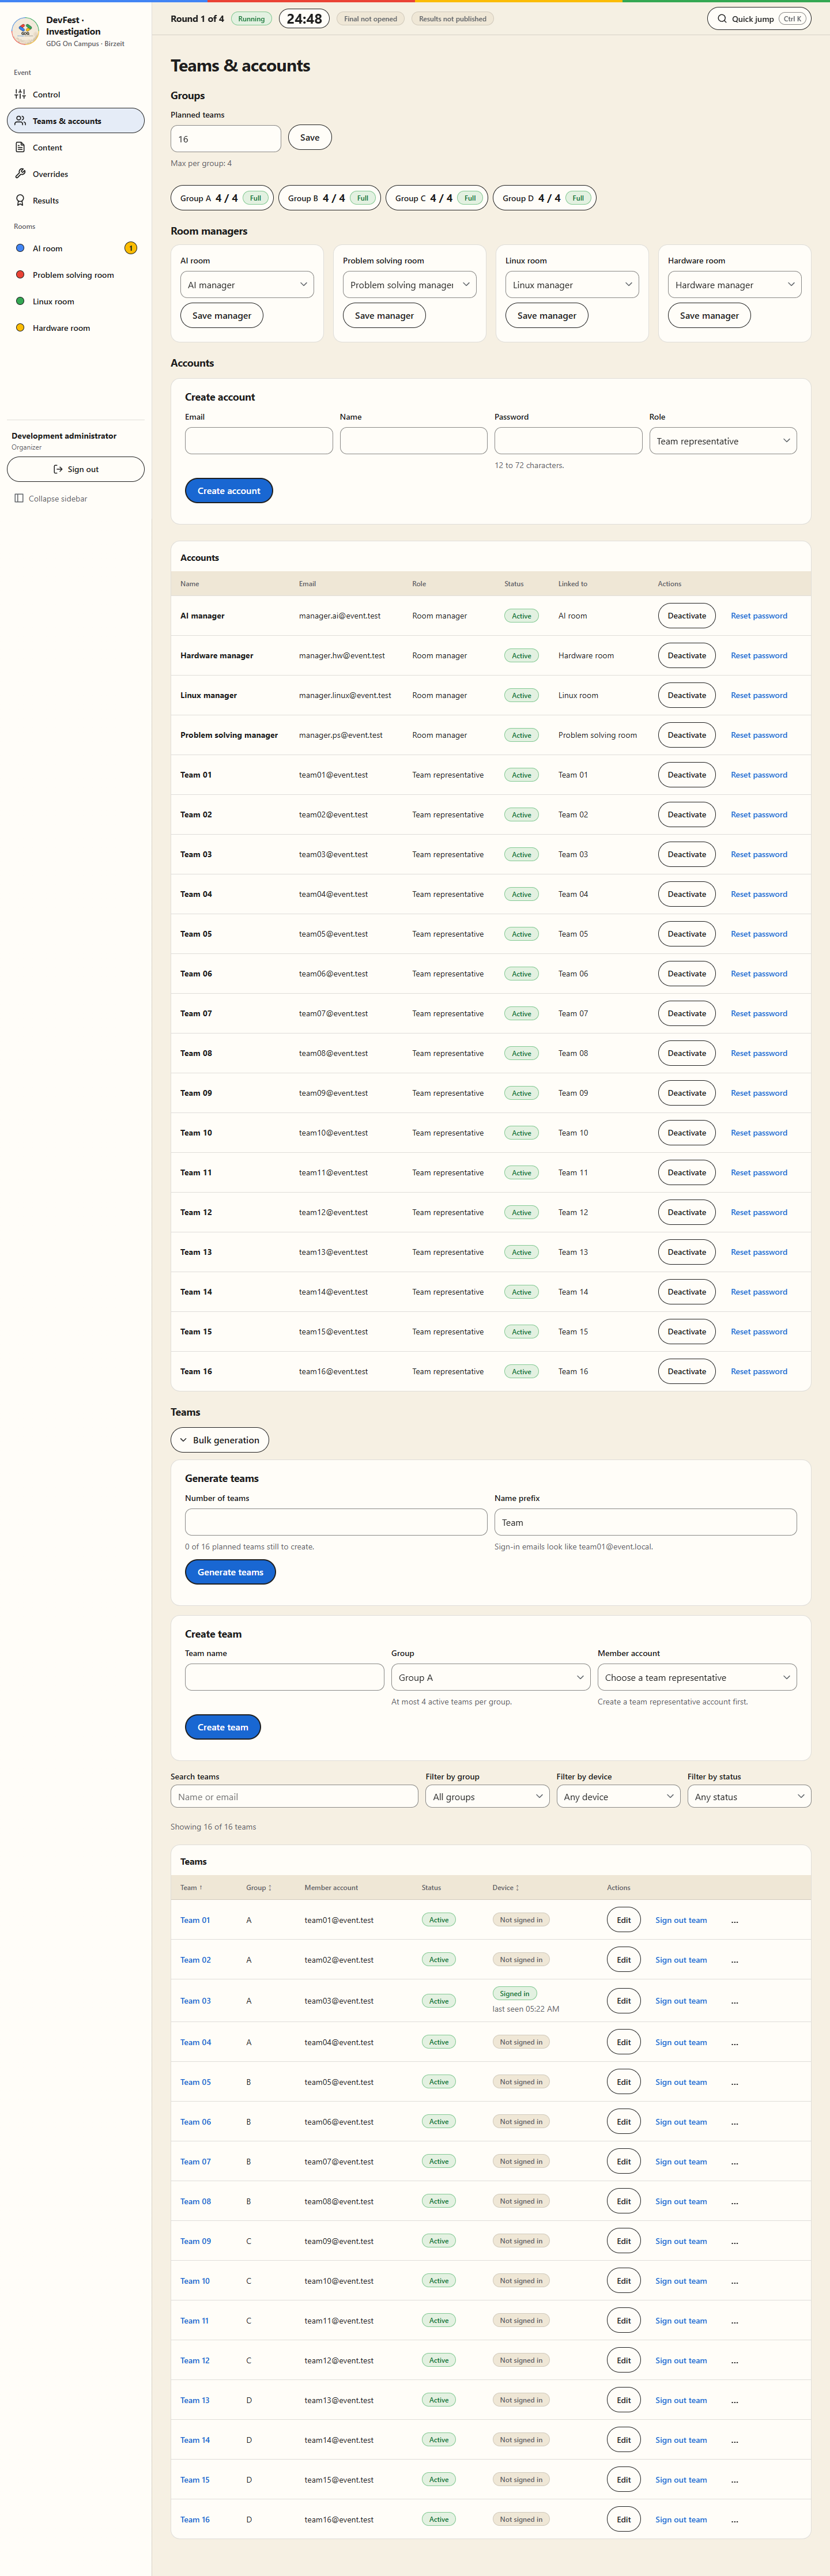 DevFest ·
Investigation
GDG On Campus · Birzeit
Event
Control
Teams & accounts
Content
Overrides
Results
Rooms
AI room 1
Problem solving room
Linux room
Hardware room
Development administrator
Organizer
Sign out
Collapse sidebar
Round 1 of 4 Running 24:48 Final not opened Results not published Quick jump Ctrl K
Teams & accounts
Groups
Planned teams
16 Save
Max per group: 4
Group A 4 / 4 Full Group B 4 / 4 Full Group C 4 / 4 Full Group D 4 / 4 Full
Room managers
AI room Problem solving room Linux room Hardware room
AI manager Problem solving manager Linux manager Hardware manager
Save manager Save manager Save manager Save manager
Accounts
Create account
Email Name Password Role
Team representative
12 to 72 characters.
Create account
Accounts
Name Email Role Status Linked to Actions
AI manager manager.ai@event.test Room manager Active AI room Deactivate Reset password
Hardware manager manager.hw@event.test Room manager Active Hardware room Deactivate Reset password
Linux manager manager.linux@event.test Room manager Active Linux room Deactivate Reset password
Problem solving manager manager.ps@event.test Room manager Active Problem solving room Deactivate Reset password
Team 01 team01@event.test Team representative Active Team 01 Deactivate Reset password
Team 02 team02@event.test Team representative Active Team 02 Deactivate Reset password
Team 03 team03@event.test Team representative Active Team 03 Deactivate Reset password
Team 04 team04@event.test Team representative Active Team 04 Deactivate Reset password
Team 05 team05@event.test Team representative Active Team 05 Deactivate Reset password
Team 06 team06@event.test Team representative Active Team 06 Deactivate Reset password
Team 07 team07@event.test Team representative Active Team 07 Deactivate Reset password
Team 08 team08@event.test Team representative Active Team 08 Deactivate Reset password
Team 09 team09@event.test Team representative Active Team 09 Deactivate Reset password
Team 10 team10@event.test Team representative Active Team 10 Deactivate Reset password
Team 11 team11@event.test Team representative Active Team 11 Deactivate Reset password
Team 12 team12@event.test Team representative Active Team 12 Deactivate Reset password
Team 13 team13@event.test Team representative Active Team 13 Deactivate Reset password
Team 14 team14@event.test Team representative Active Team 14 Deactivate Reset password
Team 15 team15@event.test Team representative Active Team 15 Deactivate Reset password
Team 16 team16@event.test Team representative Active Team 16 Deactivate Reset password
Teams
Bulk generation
Generate teams
Number of teams Name prefix
Team
0 of 16 planned teams still to create. Sign-in emails look like team01@event.local.
Generate teams
Create team
Team name Group Member account
Group A Choose a team representative
At most 4 active teams per group. Create a team representative account first.
Create team
Search teams Filter by group Filter by device Filter by status
Name or email All groups Any device Any status
Showing 16 of 16 teams
Teams
Team ↑ Group ↕ Member account Status Device ↕ Actions
Team 01 A team01@event.test Active Not signed in Edit Sign out team ...
Team 02 A team02@event.test Active Not signed in Edit Sign out team ...
Team 03 A team03@event.test Active Signed in Edit Sign out team ...
last seen 05:22 AM
Team 04 A team04@event.test Active Not signed in Edit Sign out team ...
Team 05 B team05@event.test Active Not signed in Edit Sign out team ...
Team 06 B team06@event.test Active Not signed in Edit Sign out team ...
Team 07 B team07@event.test Active Not signed in Edit Sign out team ...
Team 08 B team08@event.test Active Not signed in Edit Sign out team ...
Team 09 C team09@event.test Active Not signed in Edit Sign out team ...
Team 10 C team10@event.test Active Not signed in Edit Sign out team ...
Team 11 C team11@event.test Active Not signed in Edit Sign out team ...
Team 12 C team12@event.test Active Not signed in Edit Sign out team ...
Team 13 D team13@event.test Active Not signed in Edit Sign out team ...
Team 14 D team14@event.test Active Not signed in Edit Sign out team ...
Team 15 D team15@event.test Active Not signed in Edit Sign out team ...
Team 16 D team16@event.test Active Not signed in Edit Sign out team ...